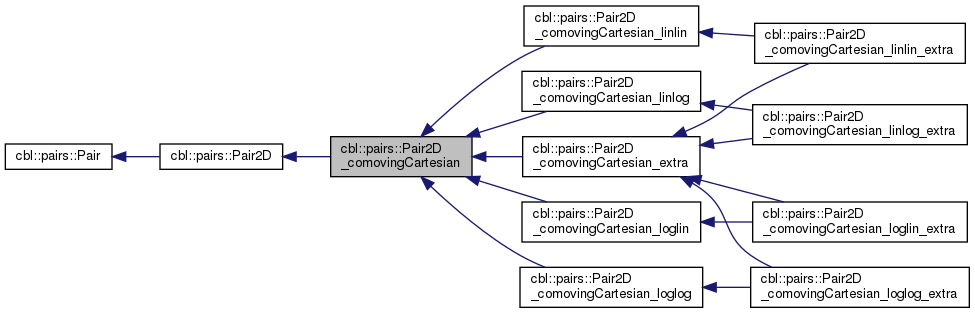 cbl::pairs::Pair
cbl::pairs::Pair2D
cbl::pairs::Pair2D
_comovingCartesian
cbl::pairs::Pair2D
_comovingCartesian_linlin
cbl::pairs::Pair2D
_comovingCartesian_linlog
cbl::pairs::Pair2D
_comovingCartesian_extra
cbl::pairs::Pair2D
_comovingCartesian_loglin
cbl::pairs::Pair2D
_comovingCartesian_loglog
cbl::pairs::Pair2D
_comovingCartesian_linlin_extra
cbl::pairs::Pair2D
_comovingCartesian_linlog_extra
cbl::pairs::Pair2D
_comovingCartesian_loglin_extra
cbl::pairs::Pair2D
_comovingCartesian_loglog_extra